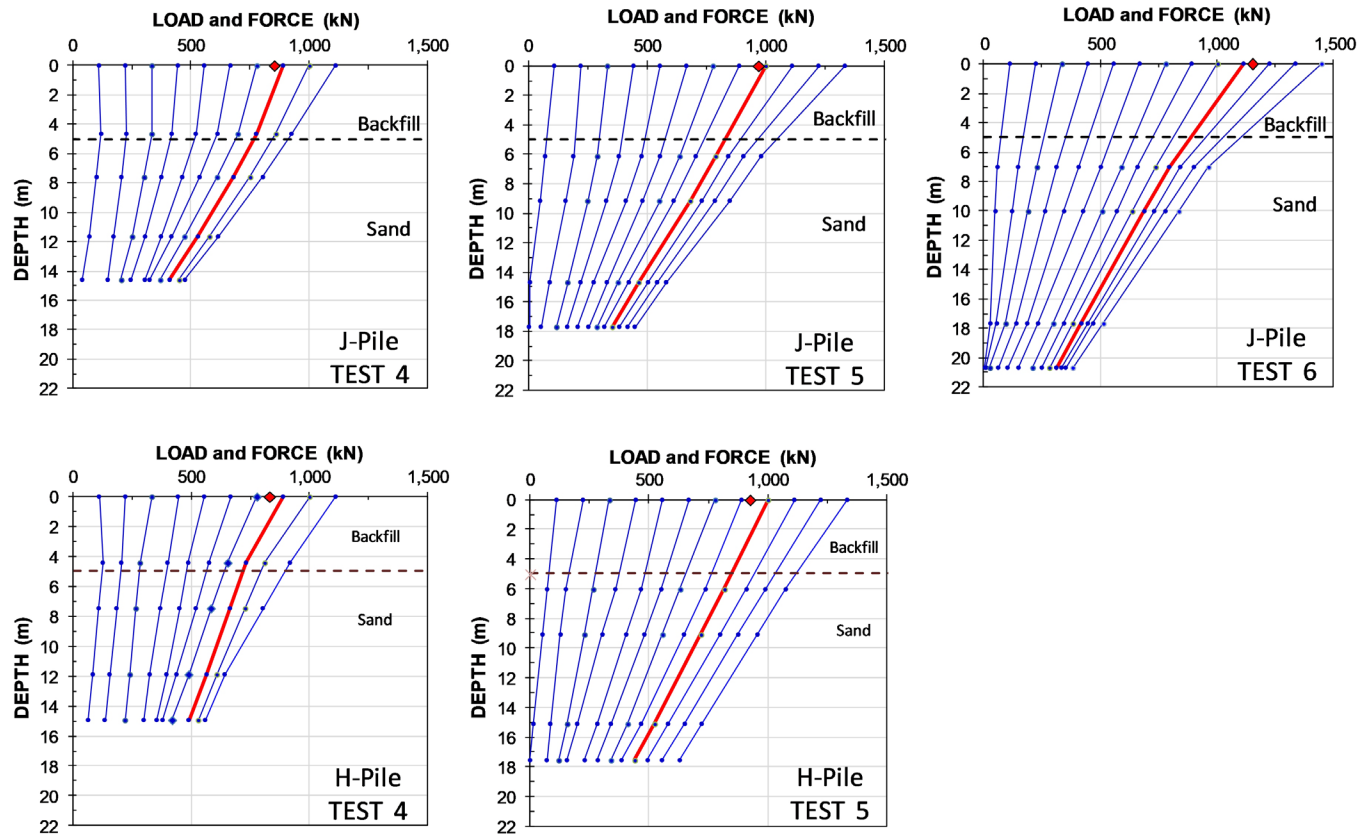 LOAD and FORCE (kN)
0 500 1,000 1,500
DEPTH (m)
0
2
4
6
8
10
12
14
16
18
20
22
Backfill
Sand
J-Pile
TEST 4
LOAD and FORCE (kN)
0 500 1,000 1,500
DEPTH (m)
0
2
4
6
8
10
12
14
16
18
20
22
Backfill
Sand
J-Pile
TEST 5
LOAD and FORCE (kN)
0 500 1,000 1,500
DEPTH (m)
0
2
4
6
8
10
12
14
16
18
20
22
Backfill
Sand
J-Pile
TEST 6
LOAD and FORCE (kN)
0 500 1,000 1,500
DEPTH (m)
0
2
4
6
8
10
12
14
16
18
20
22
Backfill
Sand
H-Pile
TEST 4
LOAD and FORCE (kN)
0 500 1,000 1,500
DEPTH (m)
0
2
4
6
8
10
12
14
16
18
20
22
Backfill
Sand
H-Pile
TEST 5